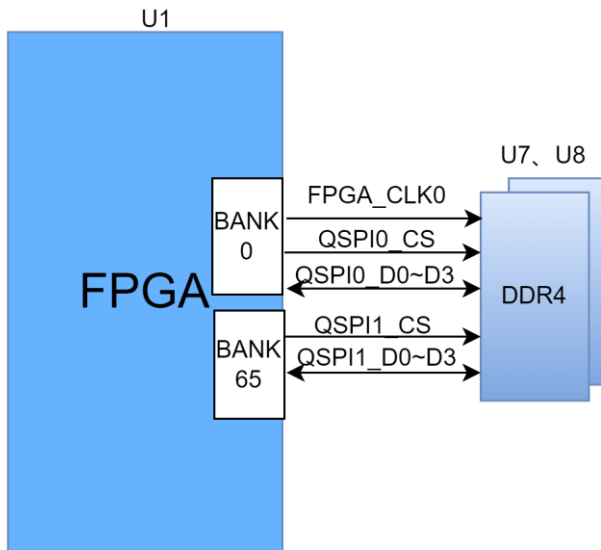 U1
U7、U8
FPGA
BANK
0
FPGA_CLK0
QSPI0_CS
QSPI0_D0~D3
BANK
65
QSPI1_CS
QSPI1_D0~D3
DDR4